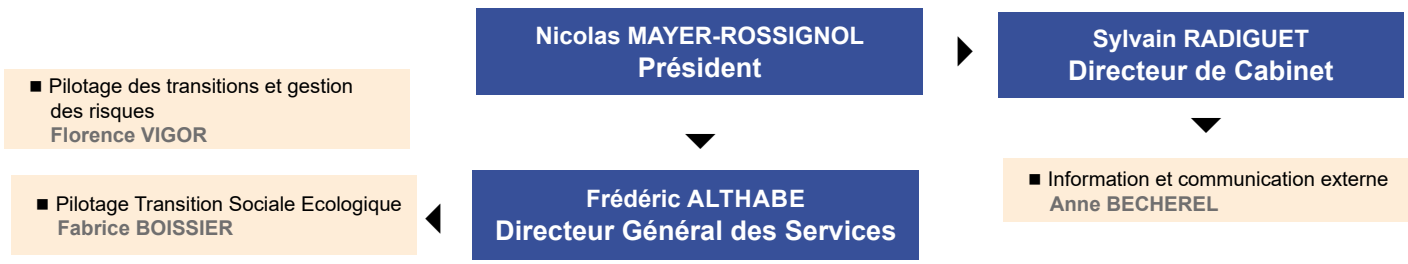 Nicolas MAYER-ROSSIGNOL
Président
Sylvain RADIGUET
Directeur de Cabinet
■ Pilotage des transitions et gestion
des risques
Florence VIGOR
■ Pilotage Transition Sociale Ecologique
Fabrice BOISSIER
Frédéric ALTHABE
Directeur Général des Services
■ Information et communication externe
Anne BECHEREL